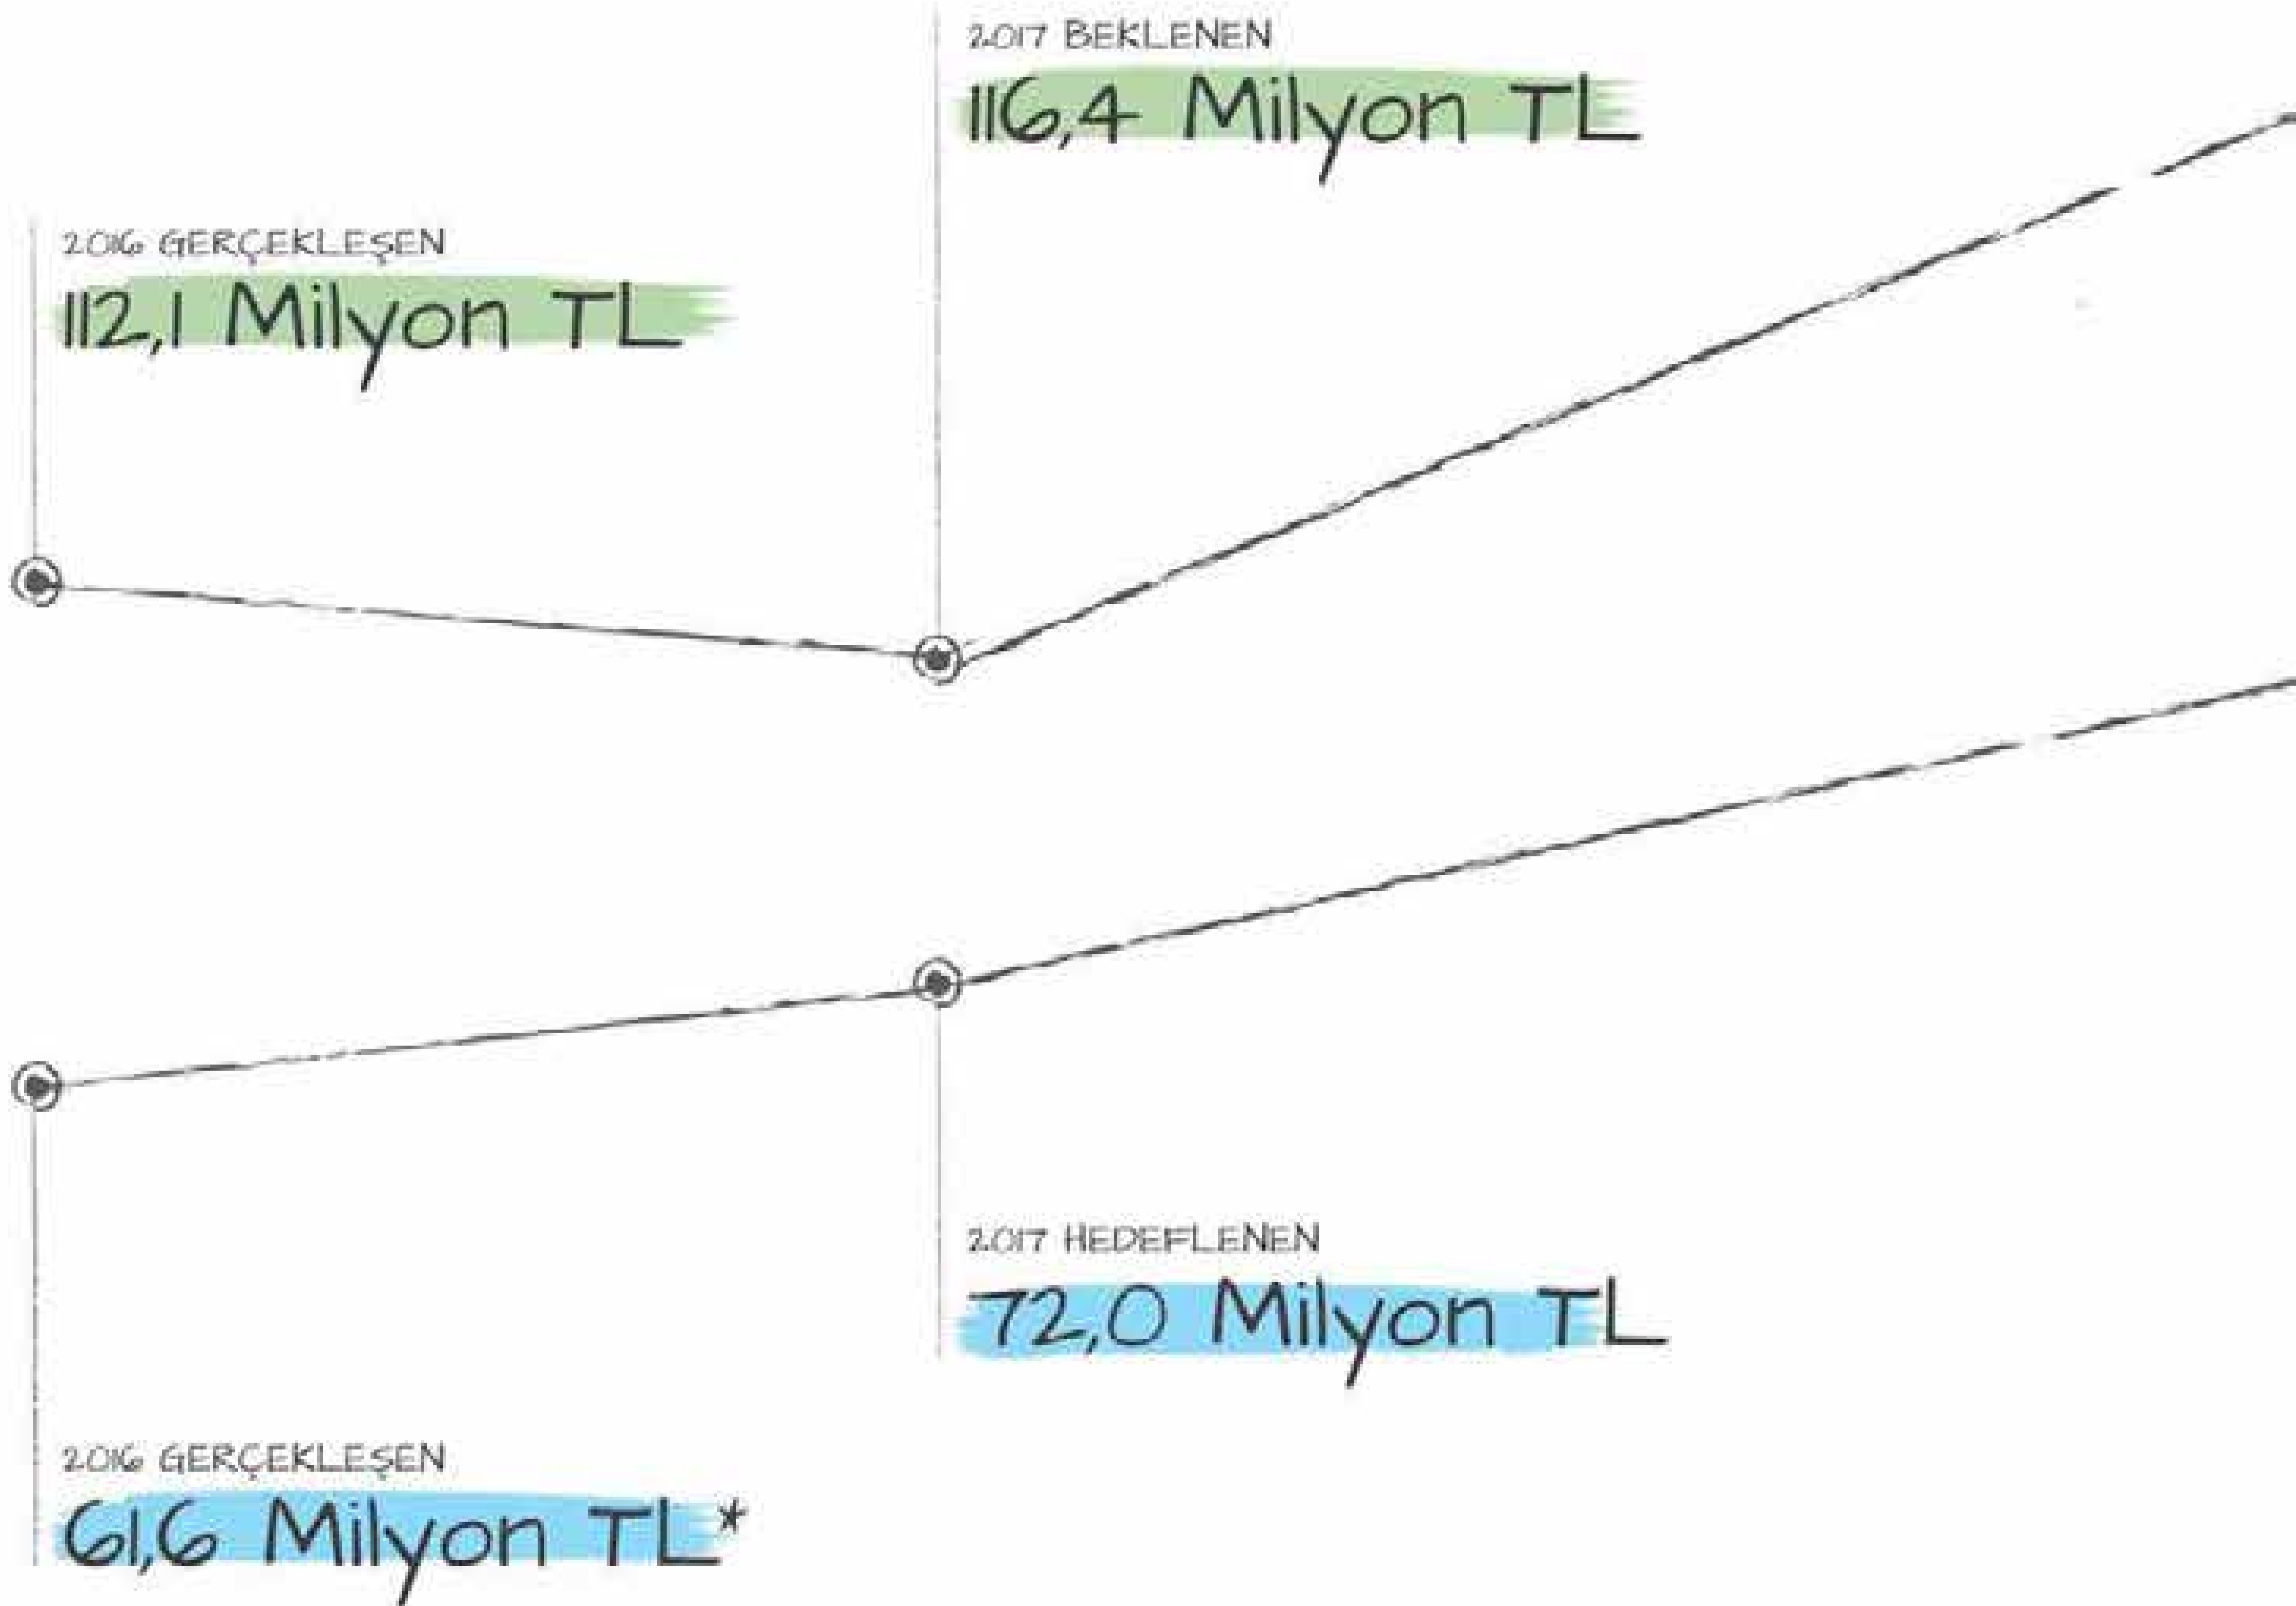 2017 BEKLENEN
116,4 Milyon TL
2016 GERÇEKLEŞEN
112,1 Milyon TL
2017 HEDEFLENEN
72,0 Milyon TL
2016 GERÇEKLEŞEN
61,6 Milyon TL*